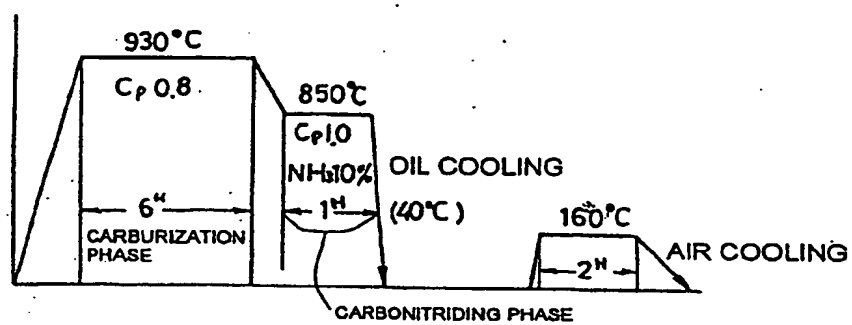 930°C
Cp 0.8
6H
CARBURIZATION
PHASE
850°C
Cp1.0
NH3 10%
1H
OIL COOLING
(40°C)
CARBONITRIDING PHASE
160°C
2H
AIR COOLING